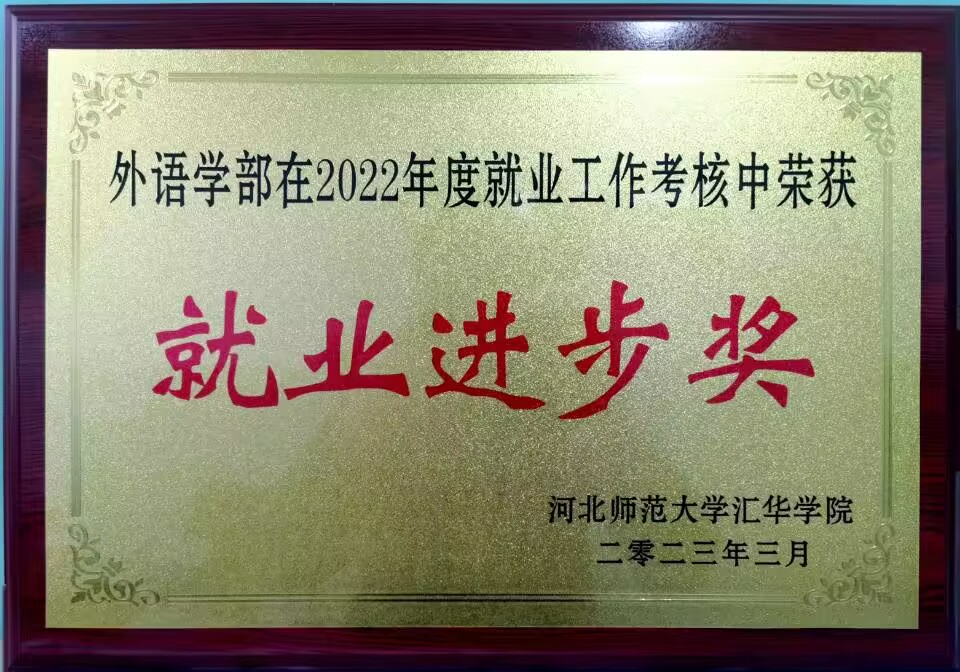 外语学部在2022年度就业工作考核中荣获
就业进步奖
河北师范大学汇华学院
二零二三年三月